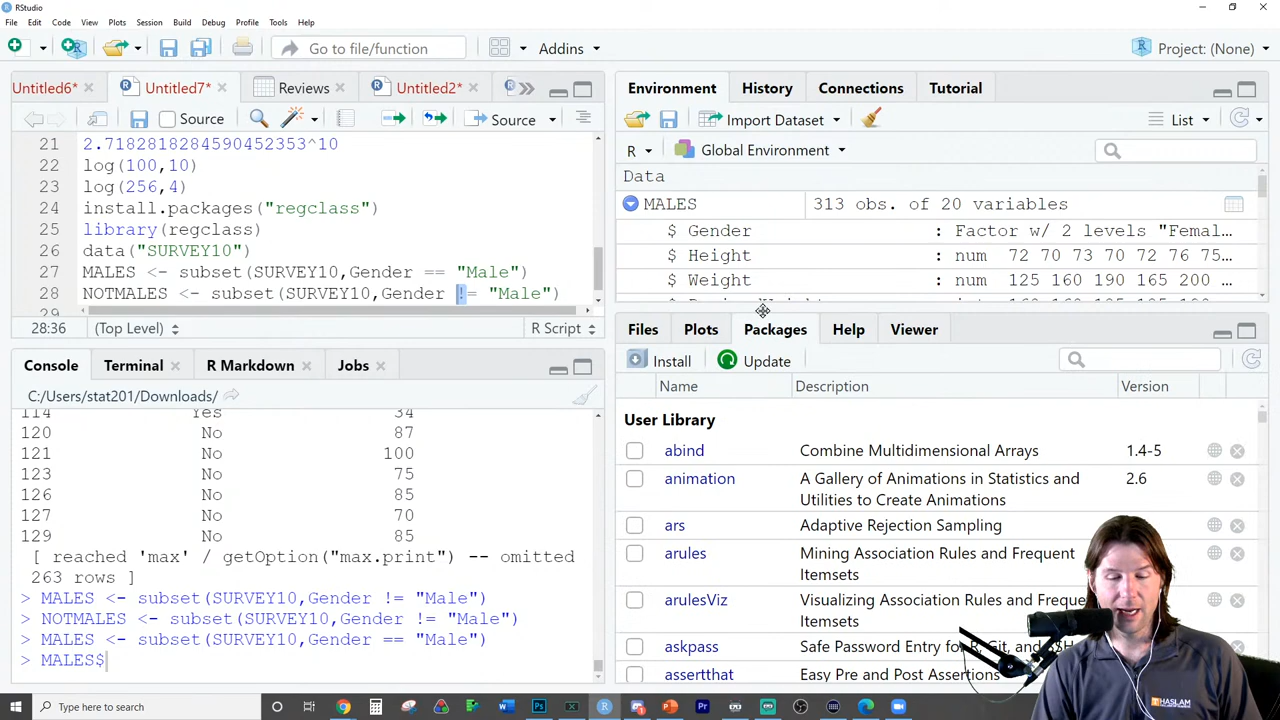 RStudio
File Edit Code View Plots Session Build Debug Profile Tools Help
Go to file/function
Addins
Project: (None)
Untitled6*
Untitled7*
Reviews
Untitled2*
Source
Source
21 2.7182818284590452353^10
22 log(100,10)
23 log(256,4)
24 install.packages("regclass")
25 library(regclass)
26 data("SURVEY10")
27 MALES <- subset(SURVEY10,Gender == "Male")
28 NOTMALES <- subset(SURVEY10,Gender != "Male")
28:36 (Top Level) R Script
Console Terminal R Markdown Jobs
C:/Users/stat201/Downloads/
114 Yes 34
120 No 87
121 No 100
123 No 75
126 No 85
127 No 70
129 No 85
[ reached 'max' / getOption("max.print") -- omitted
263 rows ]
> MALES <- subset(SURVEY10,Gender != "Male")
> NOTMALES <- subset(SURVEY10,Gender != "Male")
> MALES <- subset(SURVEY10,Gender == "Male")
> MALES$
Environment History Connections Tutorial
Import Dataset List
R Global Environment
Data
MALES 313 obs. of 20 variables
$ Gender : Factor w/ 2 levels "Femal...
$ Height : num 72 70 73 70 72 76 75...
$ Weight : num 125 160 190 165 200 ...
Files Plots Packages Help Viewer
Install Update
Name Description Version
User Library
abind Combine Multidimensional Arrays 1.4-5
animation A Gallery of Animations in Statistics and
Utilities to Create Animations 2.6
ars Adaptive Rejection Sampling
arules Mining Association Rules and Frequent
Itemsets
arulesViz Visualizing Association Rules and Freque
Itemsets
askpass Safe Password Entry for R, Git, and SSH
assertthat Easy Pre and Post Assertions
HASLAM
Type here to search